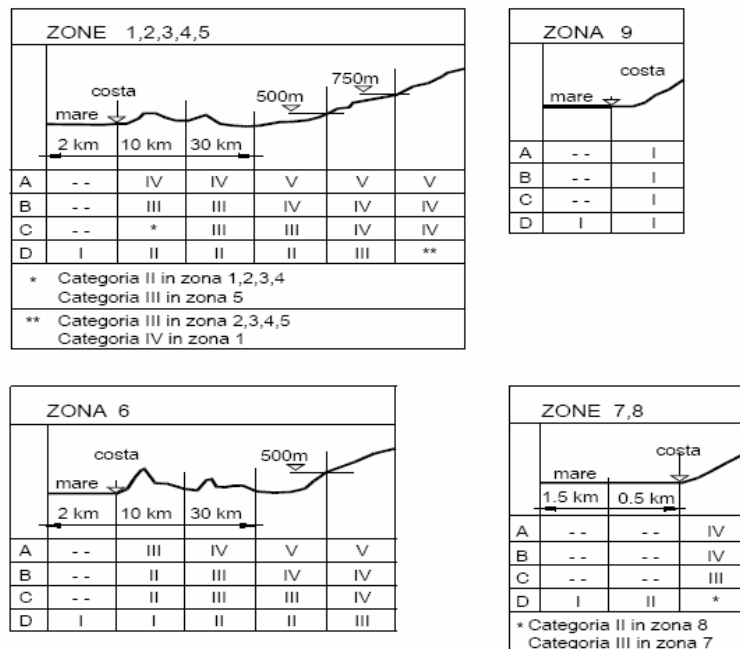 ZONE 1,2,3,4,5
costa
mare
500m
750m
2 km 10 km 30 km
A -- IV IV V V V
B -- III III IV IV IV
C -- * III III IV IV
D I II II II III **
* Categoria II in zona 1,2,3,4
Categoria III in zona 5
** Categoria III in zona 2,3,4,5
Categoria IV in zona 1
ZONA 9
costa
mare
A -- I
B -- I
C -- I
D I I
ZONA 6
costa
mare
500m
2 km 10 km 30 km
A -- III IV V V
B -- II III IV IV
C -- II III III IV
D I I II II III
ZONE 7,8
costa
mare
1.5 km 0.5 km
A -- -- IV
B -- -- IV
C -- -- III
D I II *
* Categoria II in zona 8
Categoria III in zona 7